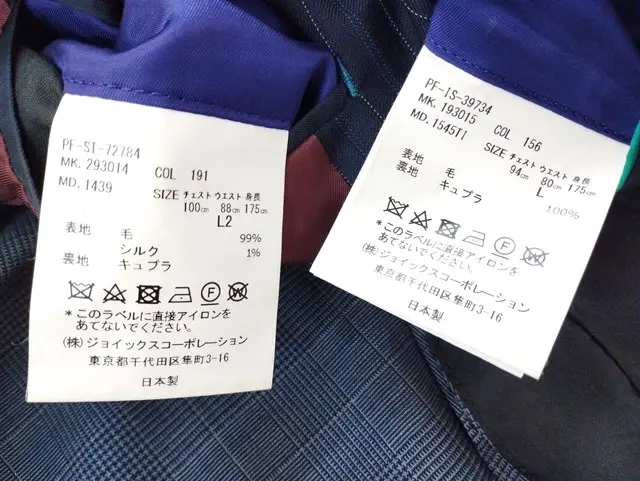 PF-SI-72784
MK. 293014
COL 191
MD. 1439
SIZE チェスト ウエスト 身長
100cm 88cm 175cm
L2
表地 毛 99%
シルク 1%
裏地 キュプラ
F W
*このラベルに直接アイロンを
あてないでください。
(株)ジョイックスコーポレーション
東京都千代田区隼町3-16
日本製
PF-IS-39734
MK. 193015
COL 156
MD. 1545TI
SIZE チェスト ウエスト 身長
94cm 80cm 175cm
L
表地 毛 100%
裏地 キュプラ
F W
*このラベルに直接アイロンを
あてないでください。
(株)ジョイックスコーポレーション
東京都千代田区隼町3-16
日本製